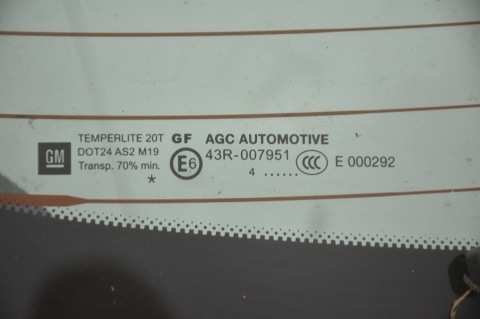 GM
TEMPERLITE 20T GF AGC AUTOMOTIVE
DOT24 AS2 M19 E6 43R-007951 CCC E 000292
Transp. 70% min. 4 ......
*